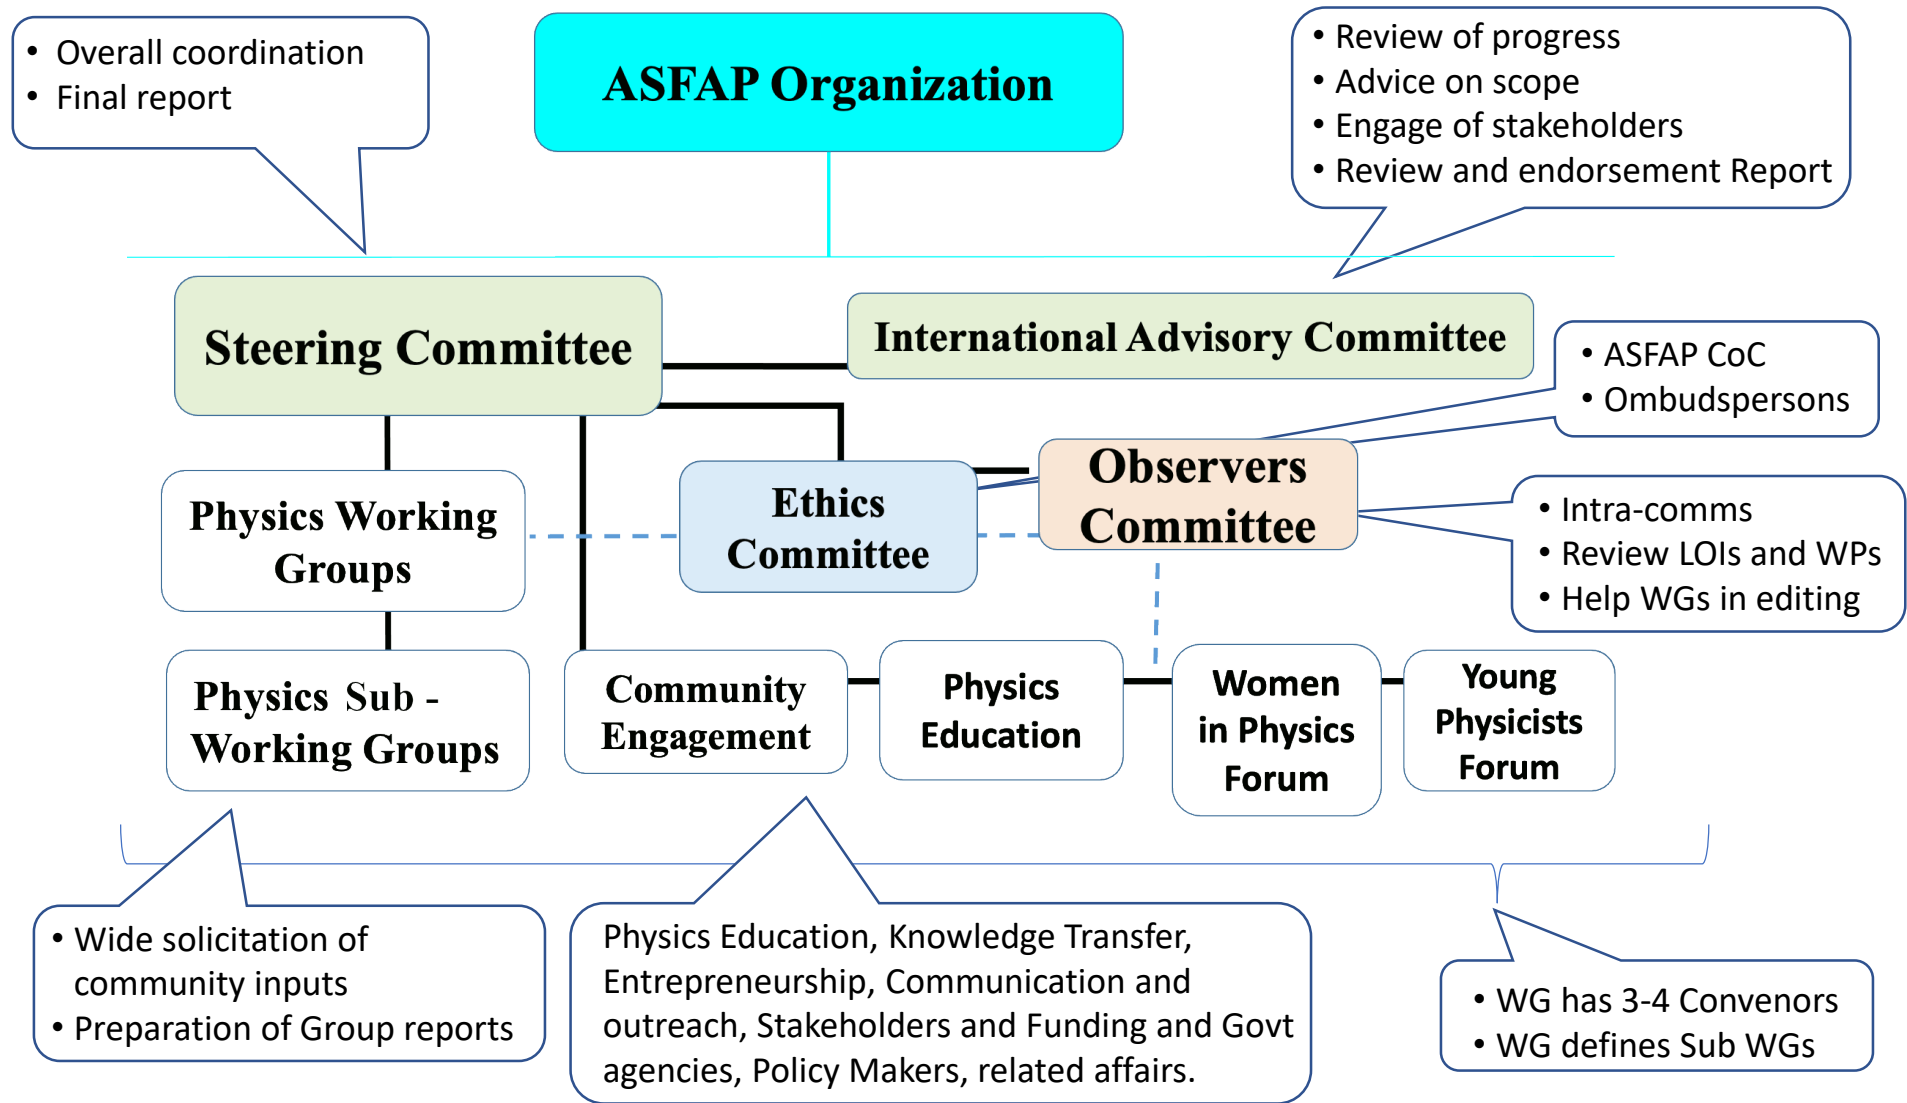 • Overall coordination
• Final report
ASFAP Organization
• Review of progress
• Advice on scope
• Engage of stakeholders
• Review and endorsement Report
Steering Committee
International Advisory Committee
• ASFAP CoC
• Ombudspersons
Physics Working
Groups
Ethics
Committee
Observers
Committee
• Intra-comms
• Review LOIs and WPs
• Help WGs in editing
Physics Sub -
Working Groups
Community
Engagement
Physics
Education
Women
in Physics
Forum
Young
Physicists
Forum
• Wide solicitation of
community inputs
• Preparation of Group reports
Physics Education, Knowledge Transfer,
Entrepreneurship, Communication and
outreach, Stakeholders and Funding and Govt
agencies, Policy Makers, related affairs.
• WG has 3-4 Convenors
• WG defines Sub WGs